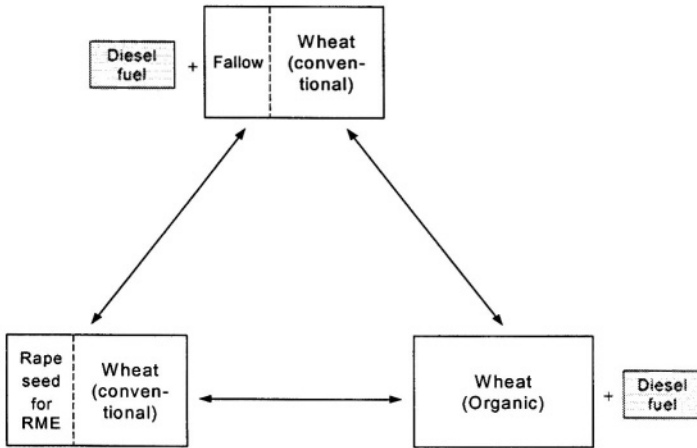 Diesel
fuel
+
Fallow
Wheat
(conven-
tional)
Rape
seed
for
RME
Wheat
(conven-
tional)
Wheat
(Organic)
+
Diesel
fuel